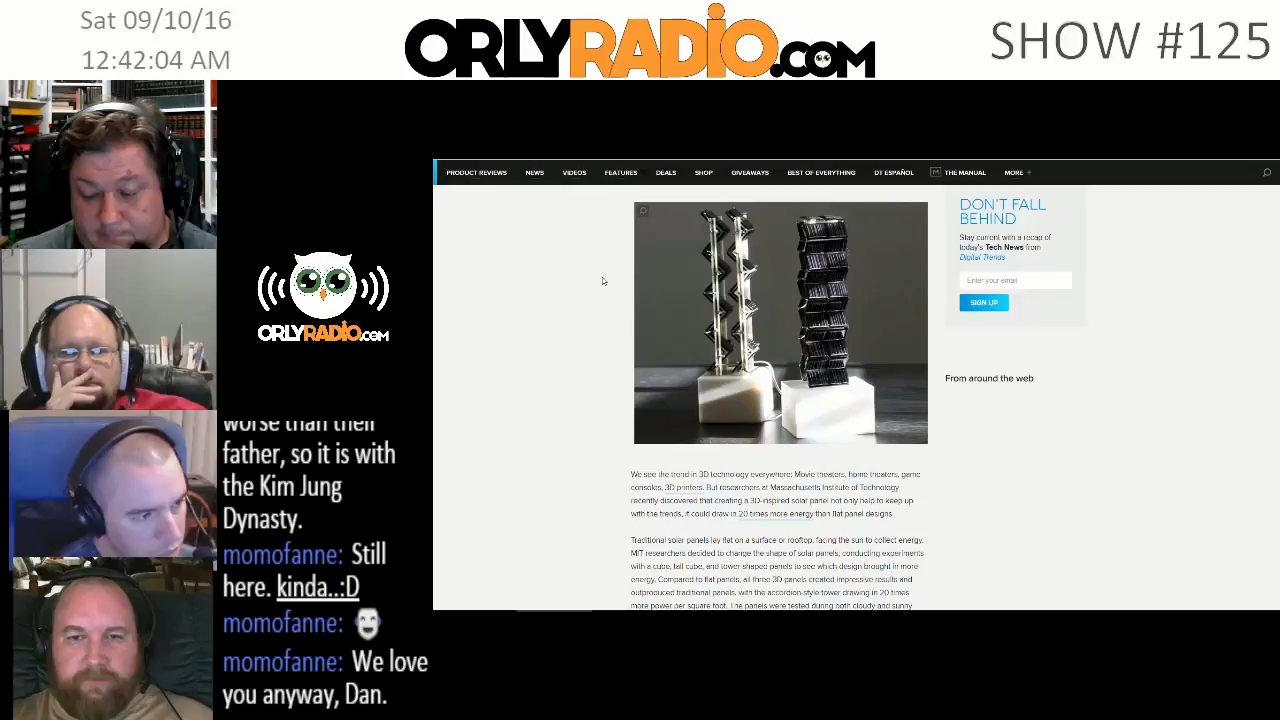 Sat 09/10/16
12:42:04 AM
ORLYRADIO.COM
SHOW #125
PRODUCT REVIEWS NEWS VIDEOS FEATURES DEALS SHOP GIVEAWAYS BEST OF EVERYTHING DT ESPAÑOL M THE MANUAL MORE +
DON'T FALL
BEHIND
Stay current with a recap of
today's Tech News from
Digital Trends
Enter your email
SIGN UP
From around the web
We see the trend in 3D technology everywhere: Movie theaters, home theaters, game
consoles, 3D printers. But researchers at Massachusetts Institute of Technology
recently discovered that creating a 3D-inspired solar panel not only help to keep up
with the trends, it could draw in 20 times more energy than flat panel designs.
Traditional solar panels lay flat on a surface or rooftop, facing the sun to collect energy.
MIT researchers decided to change the shape of solar panels, conducting experiments
with a cube, tall cube, and tower-shaped panels to see which design brought in more
energy. Compared to flat panels, all three 3D panels created impressive results and
outproduced traditional panels, with the accordion-style tower drawing in 20 times
more power per square foot. The panels were tested during both cloudy and sunny
ORLYRADIO.COM
worse than their
father, so it is with
the Kim Jung
Dynasty.
momofanne: Still
here. kinda..:D
momofanne:
momofanne: We love
you anyway, Dan.